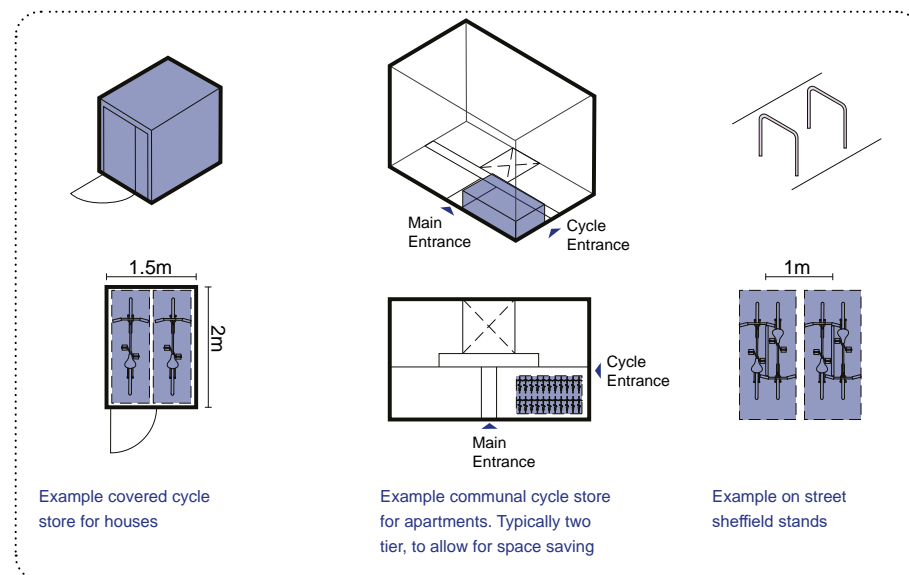 Main
Entrance
Cycle
Entrance
1.5m
2m
1m
Cycle
Entrance
Main
Entrance
Example covered cycle
store for houses
Example communal cycle store
for apartments. Typically two
tier, to allow for space saving
Example on street
sheffield stands